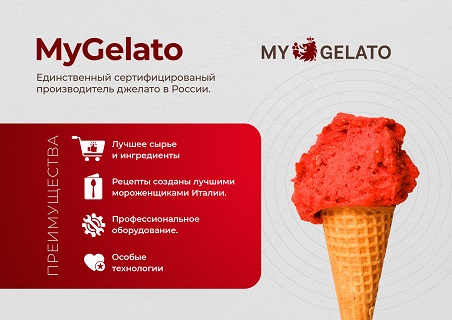 MyGelato
MY GELATO
Единственный сертифицированый
производитель джелато в России.
ПРЕИМУЩЕСТВА
Лучшее сырье
и ингредиенты
Рецепты созданы лучшими
мороженщиками Италии.
Профессиональное
оборудование.
Особые
технологии